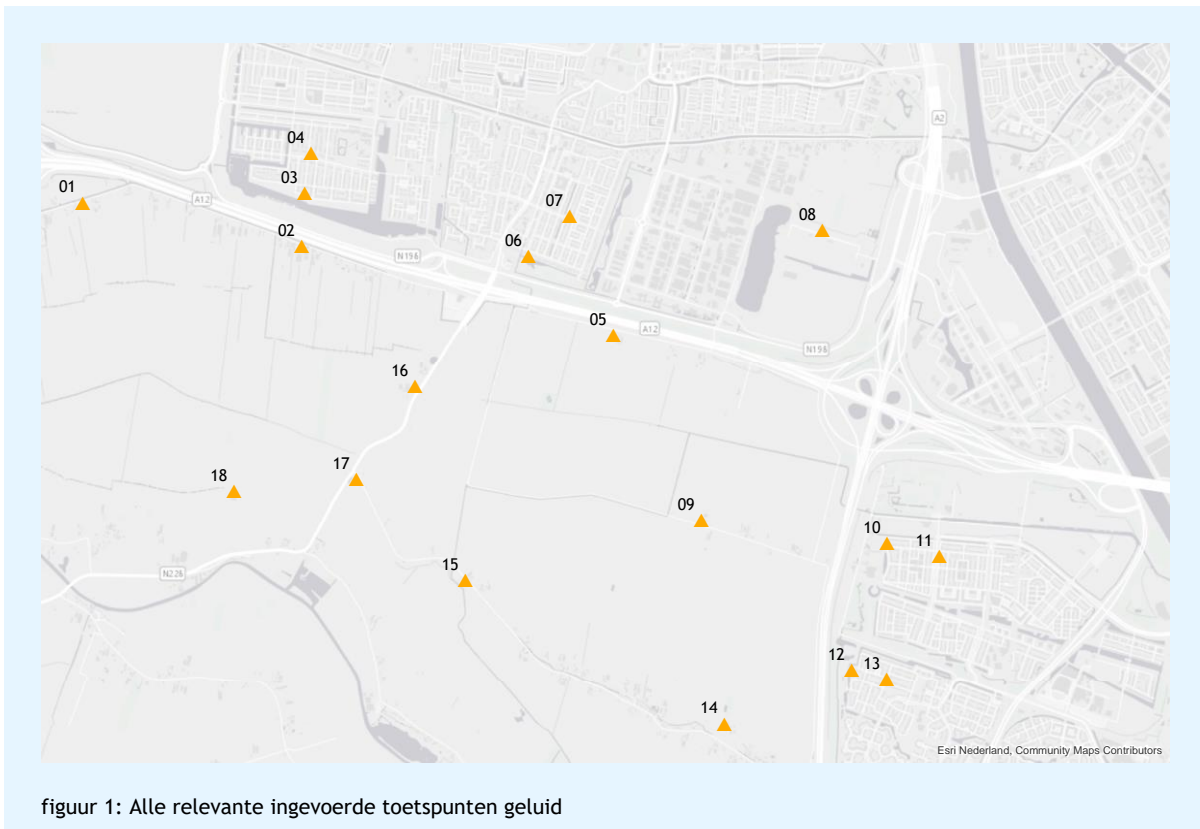 A2
04
01
03
A12
07
08
02
06
N198
05
A12
N198
16
17
18
09
10
11
15
N228
12
13
14
Esri Nederland, Community Maps Contributors
figuur 1: Alle relevante ingevoerde toetspunten geluid